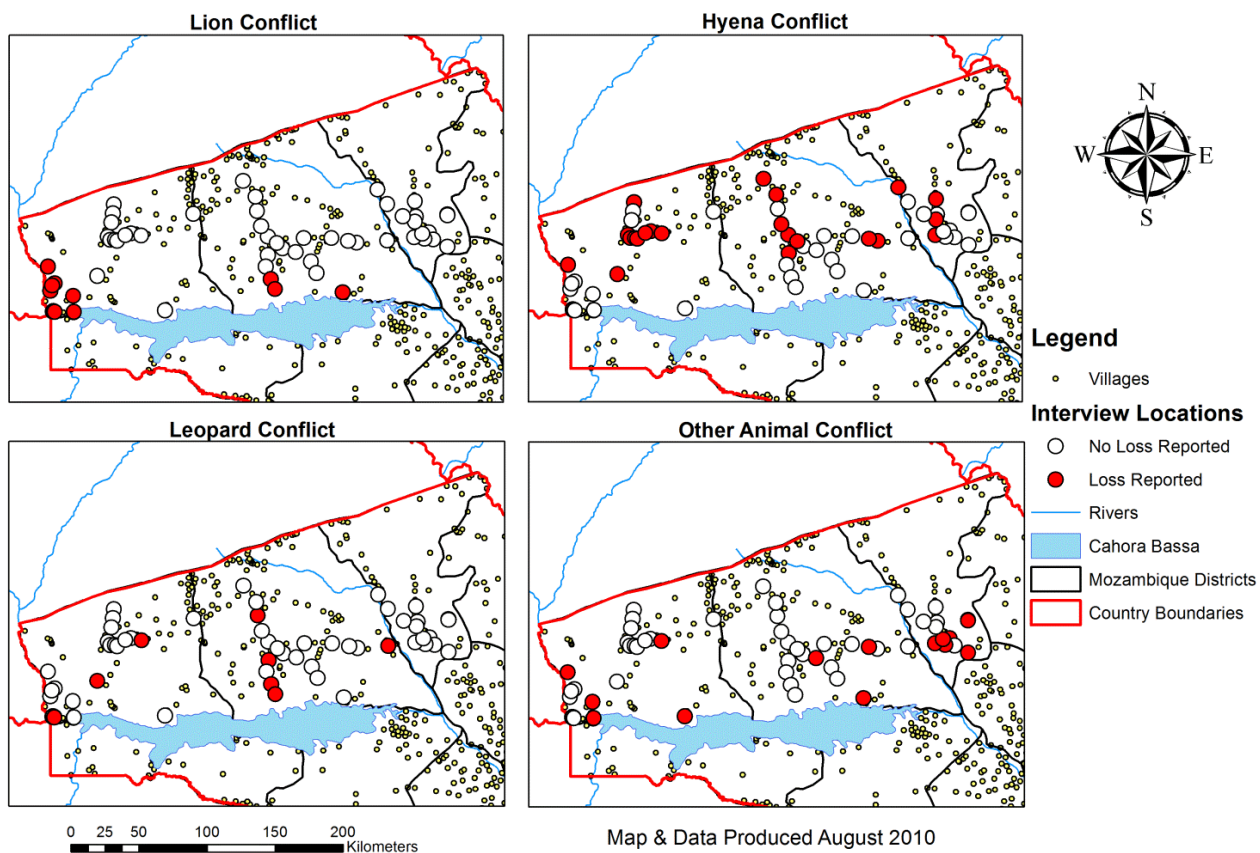 Lion Conflict
Hyena Conflict
Leopard Conflict
Other Animal Conflict
N
W
E
S
Legend
Villages
Interview Locations
No Loss Reported
Loss Reported
Rivers
Cahora Bassa
Mozambique Districts
Country Boundaries
0 25 50 100 150 200
Kilometers
Map & Data Produced August 2010